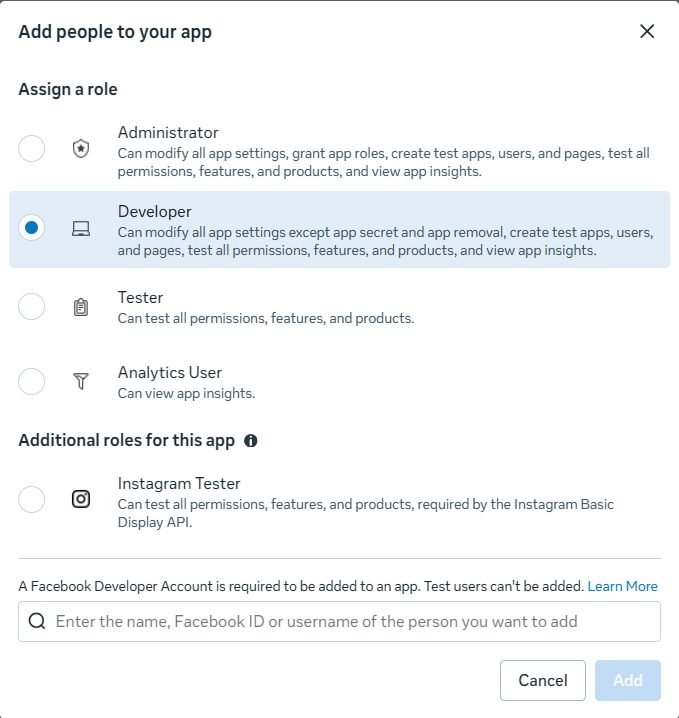 Add people to your app
Assign a role
Administrator
Can modify all app settings, grant app roles, create test apps, users, and pages, test all
permissions, features, and products, and view app insights.
Developer
Can modify all app settings except app secret and app removal, create test apps, users,
and pages, test all permissions, features, and products, and view app insights.
Tester
Can test all permissions, features, and products.
Analytics User
Can view app insights.
Additional roles for this app
Instagram Tester
Can test all permissions, features, and products, required by the Instagram Basic
Display API.
A Facebook Developer Account is required to be added to an app. Test users can't be added. Learn More
Enter the name, Facebook ID or username of the person you want to add
Cancel Add